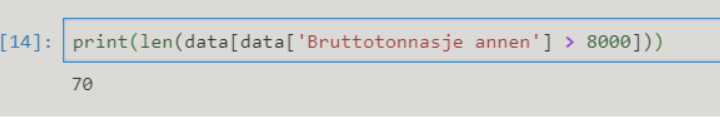 [14]: print(len(data[data['Bruttotonnasje annen'] > 8000]))
70